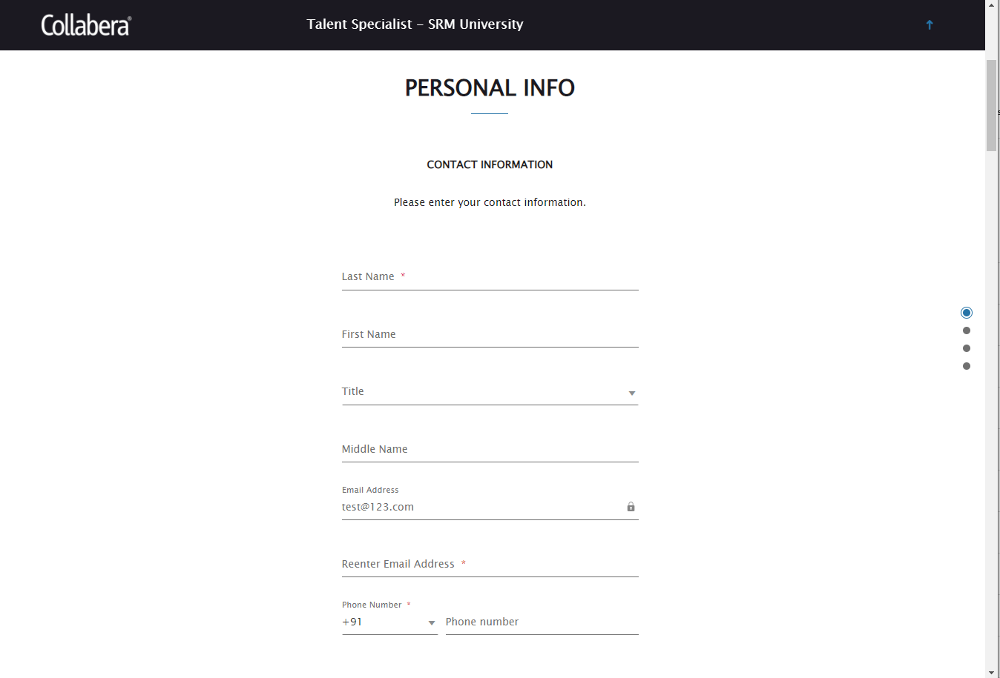 Collabera®
Talent Specialist – SRM University
PERSONAL INFO
CONTACT INFORMATION
Please enter your contact information.
Last Name *
First Name
Title
Middle Name
Email Address
test@123.com
Reenter Email Address *
Phone Number *
+91 Phone number